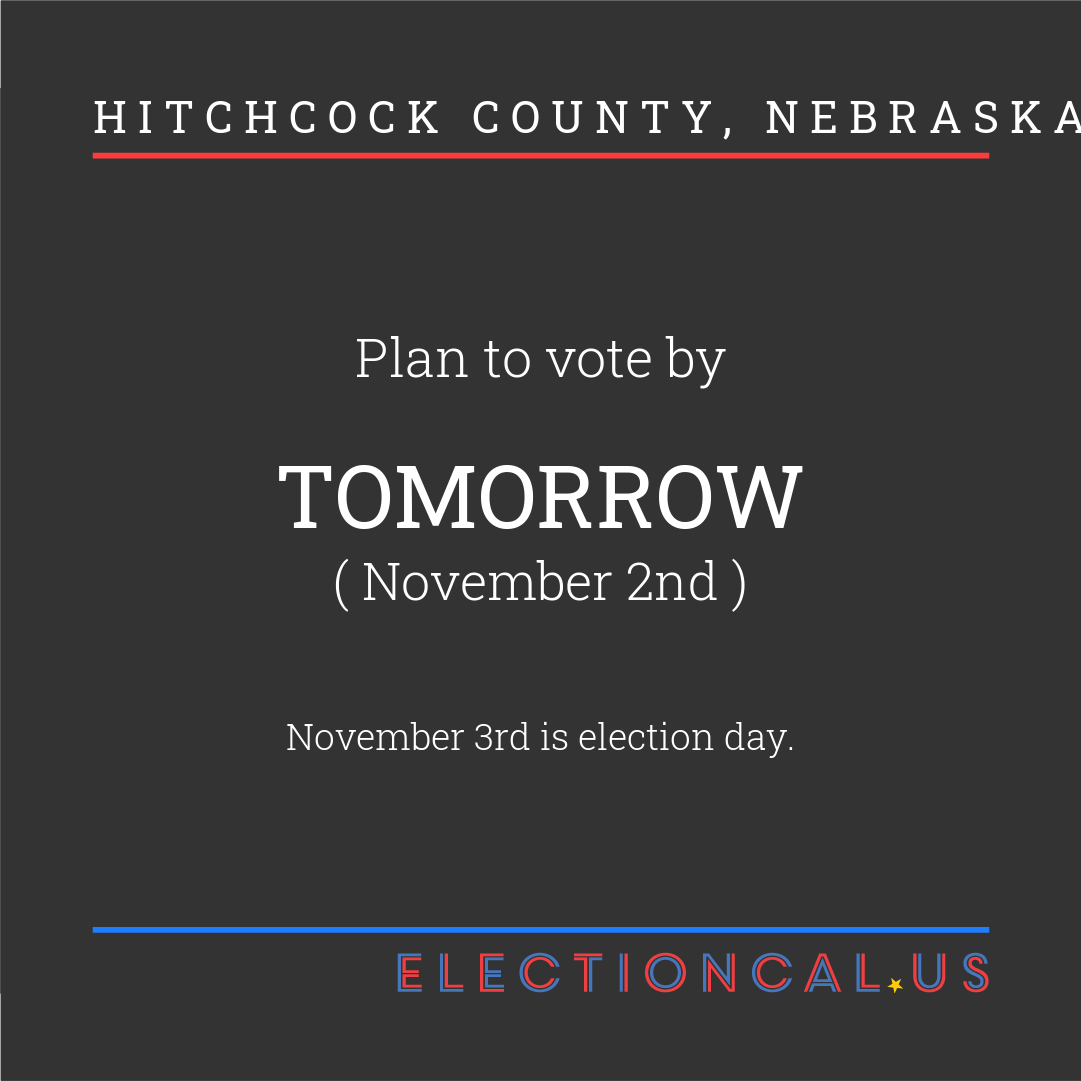 HITCHCOCK COUNTY, NEBRASKA
Plan to vote by
TOMORROW
( November 2nd )
November 3rd is election day.
ELECTIONCAL.US